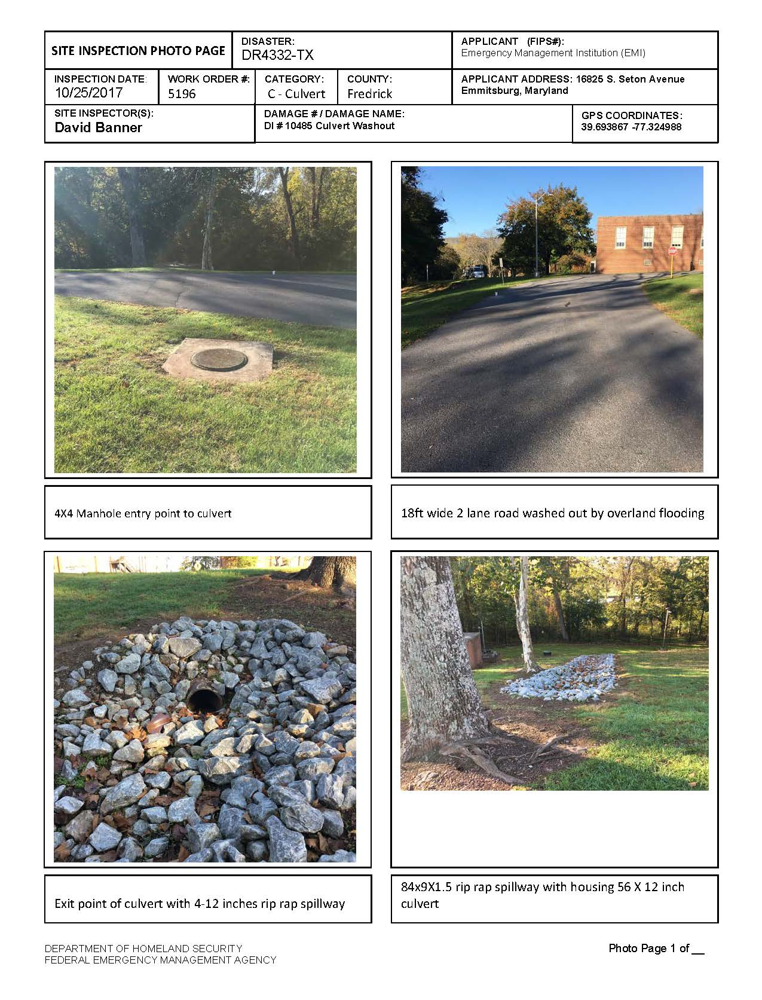 SITE INSPECTION PHOTO PAGE
DISASTER:
DR4332-TX
APPLICANT (FIPS#):
Emergency Management Institution (EMI)
INSPECTION DATE:
10/25/2017
WORK ORDER #:
5196
CATEGORY:
C - Culvert
COUNTY:
Fredrick
APPLICANT ADDRESS: 16825 S. Seton Avenue
Emmitsburg, Maryland
SITE INSPECTOR(S):
David Banner
DAMAGE # / DAMAGE NAME:
DI # 10485 Culvert Washout
GPS COORDINATES:
39.693867 -77.324988
STOP
4X4 Manhole entry point to culvert
18ft wide 2 lane road washed out by overland flooding
Exit point of culvert with 4-12 inches rip rap spillway
84x9X1.5 rip rap spillway with housing 56 X 12 inch
culvert
DEPARTMENT OF HOMELAND SECURITY
FEDERAL EMERGENCY MANAGEMENT AGENCY
Photo Page 1 of __